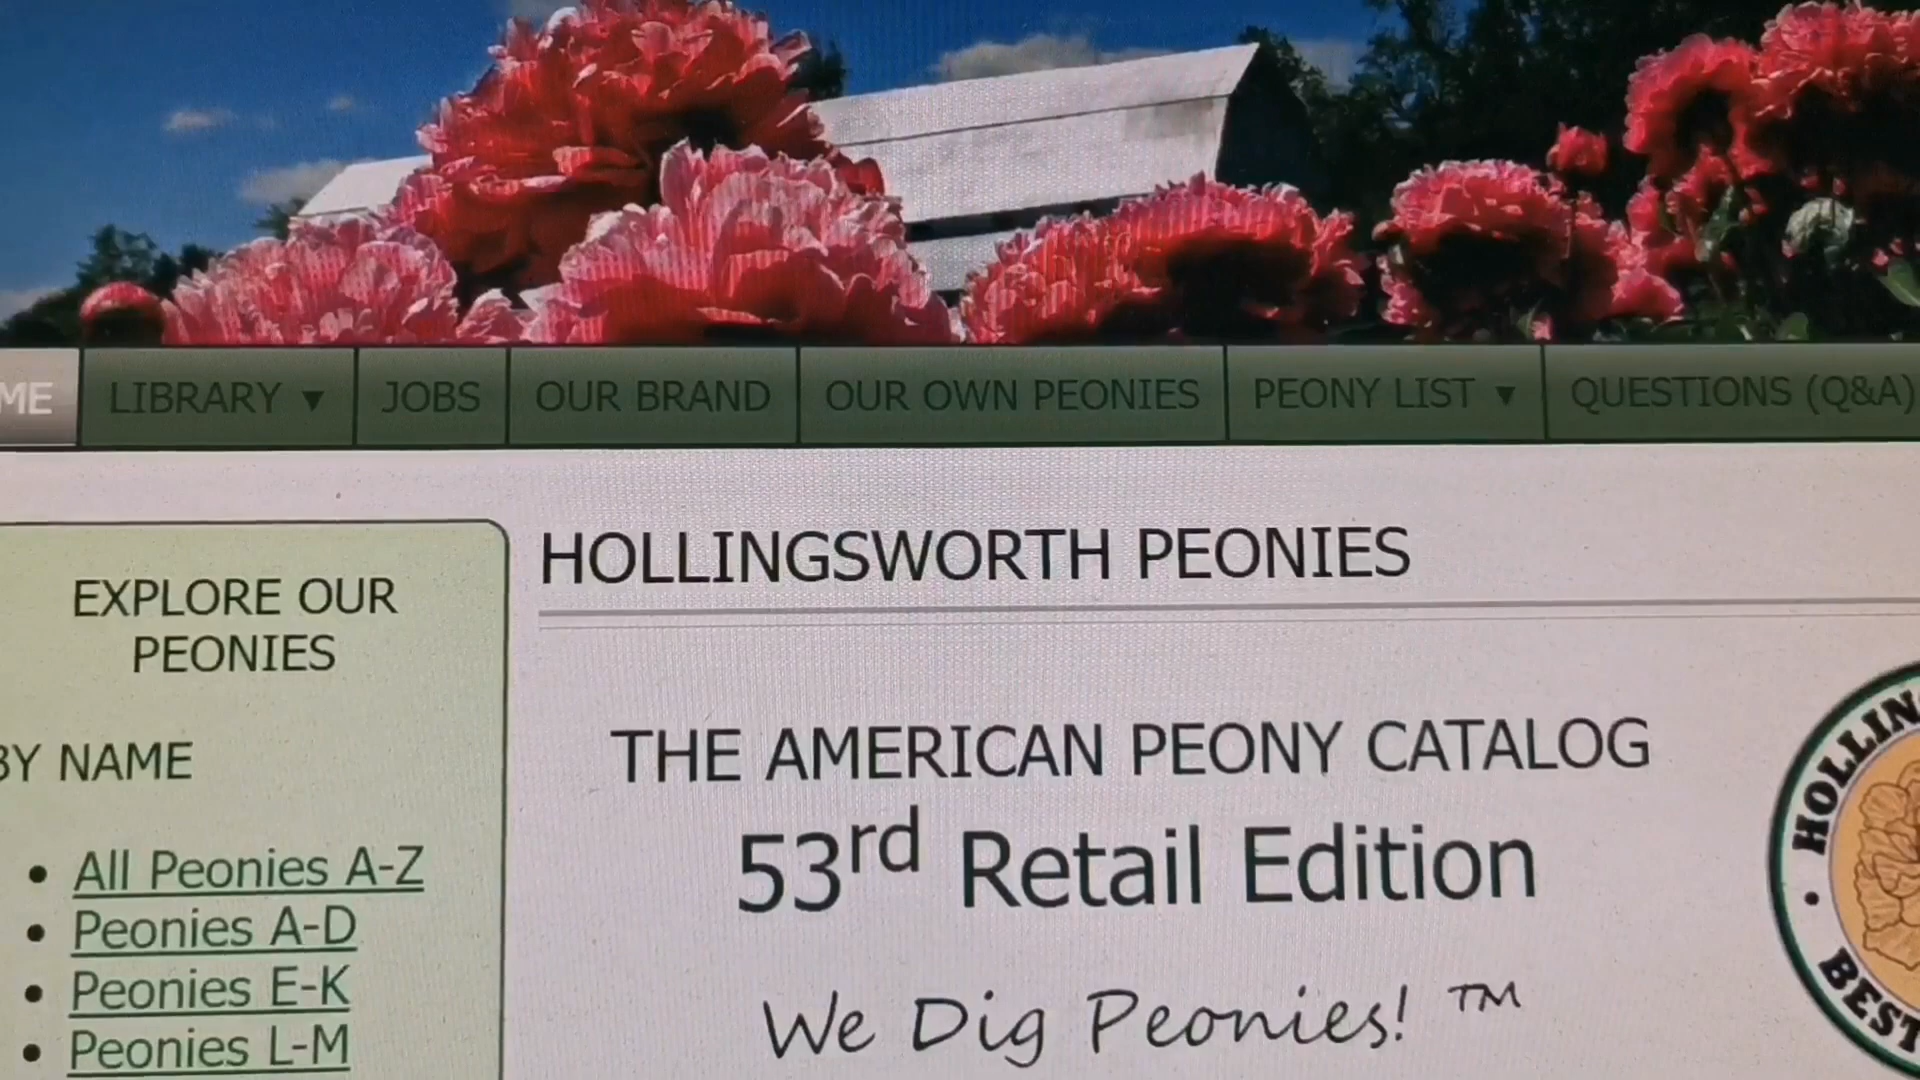 ME
LIBRARY ▼
JOBS
OUR BRAND
OUR OWN PEONIES
PEONY LIST ▼
QUESTIONS (Q&A)
EXPLORE OUR
PEONIES
BY NAME
• All Peonies A-Z
• Peonies A-D
• Peonies E-K
• Peonies L-M
HOLLINGSWORTH PEONIES
THE AMERICAN PEONY CATALOG
53rd Retail Edition
We Dig Peonies! ™
• HOLLIN
BEST